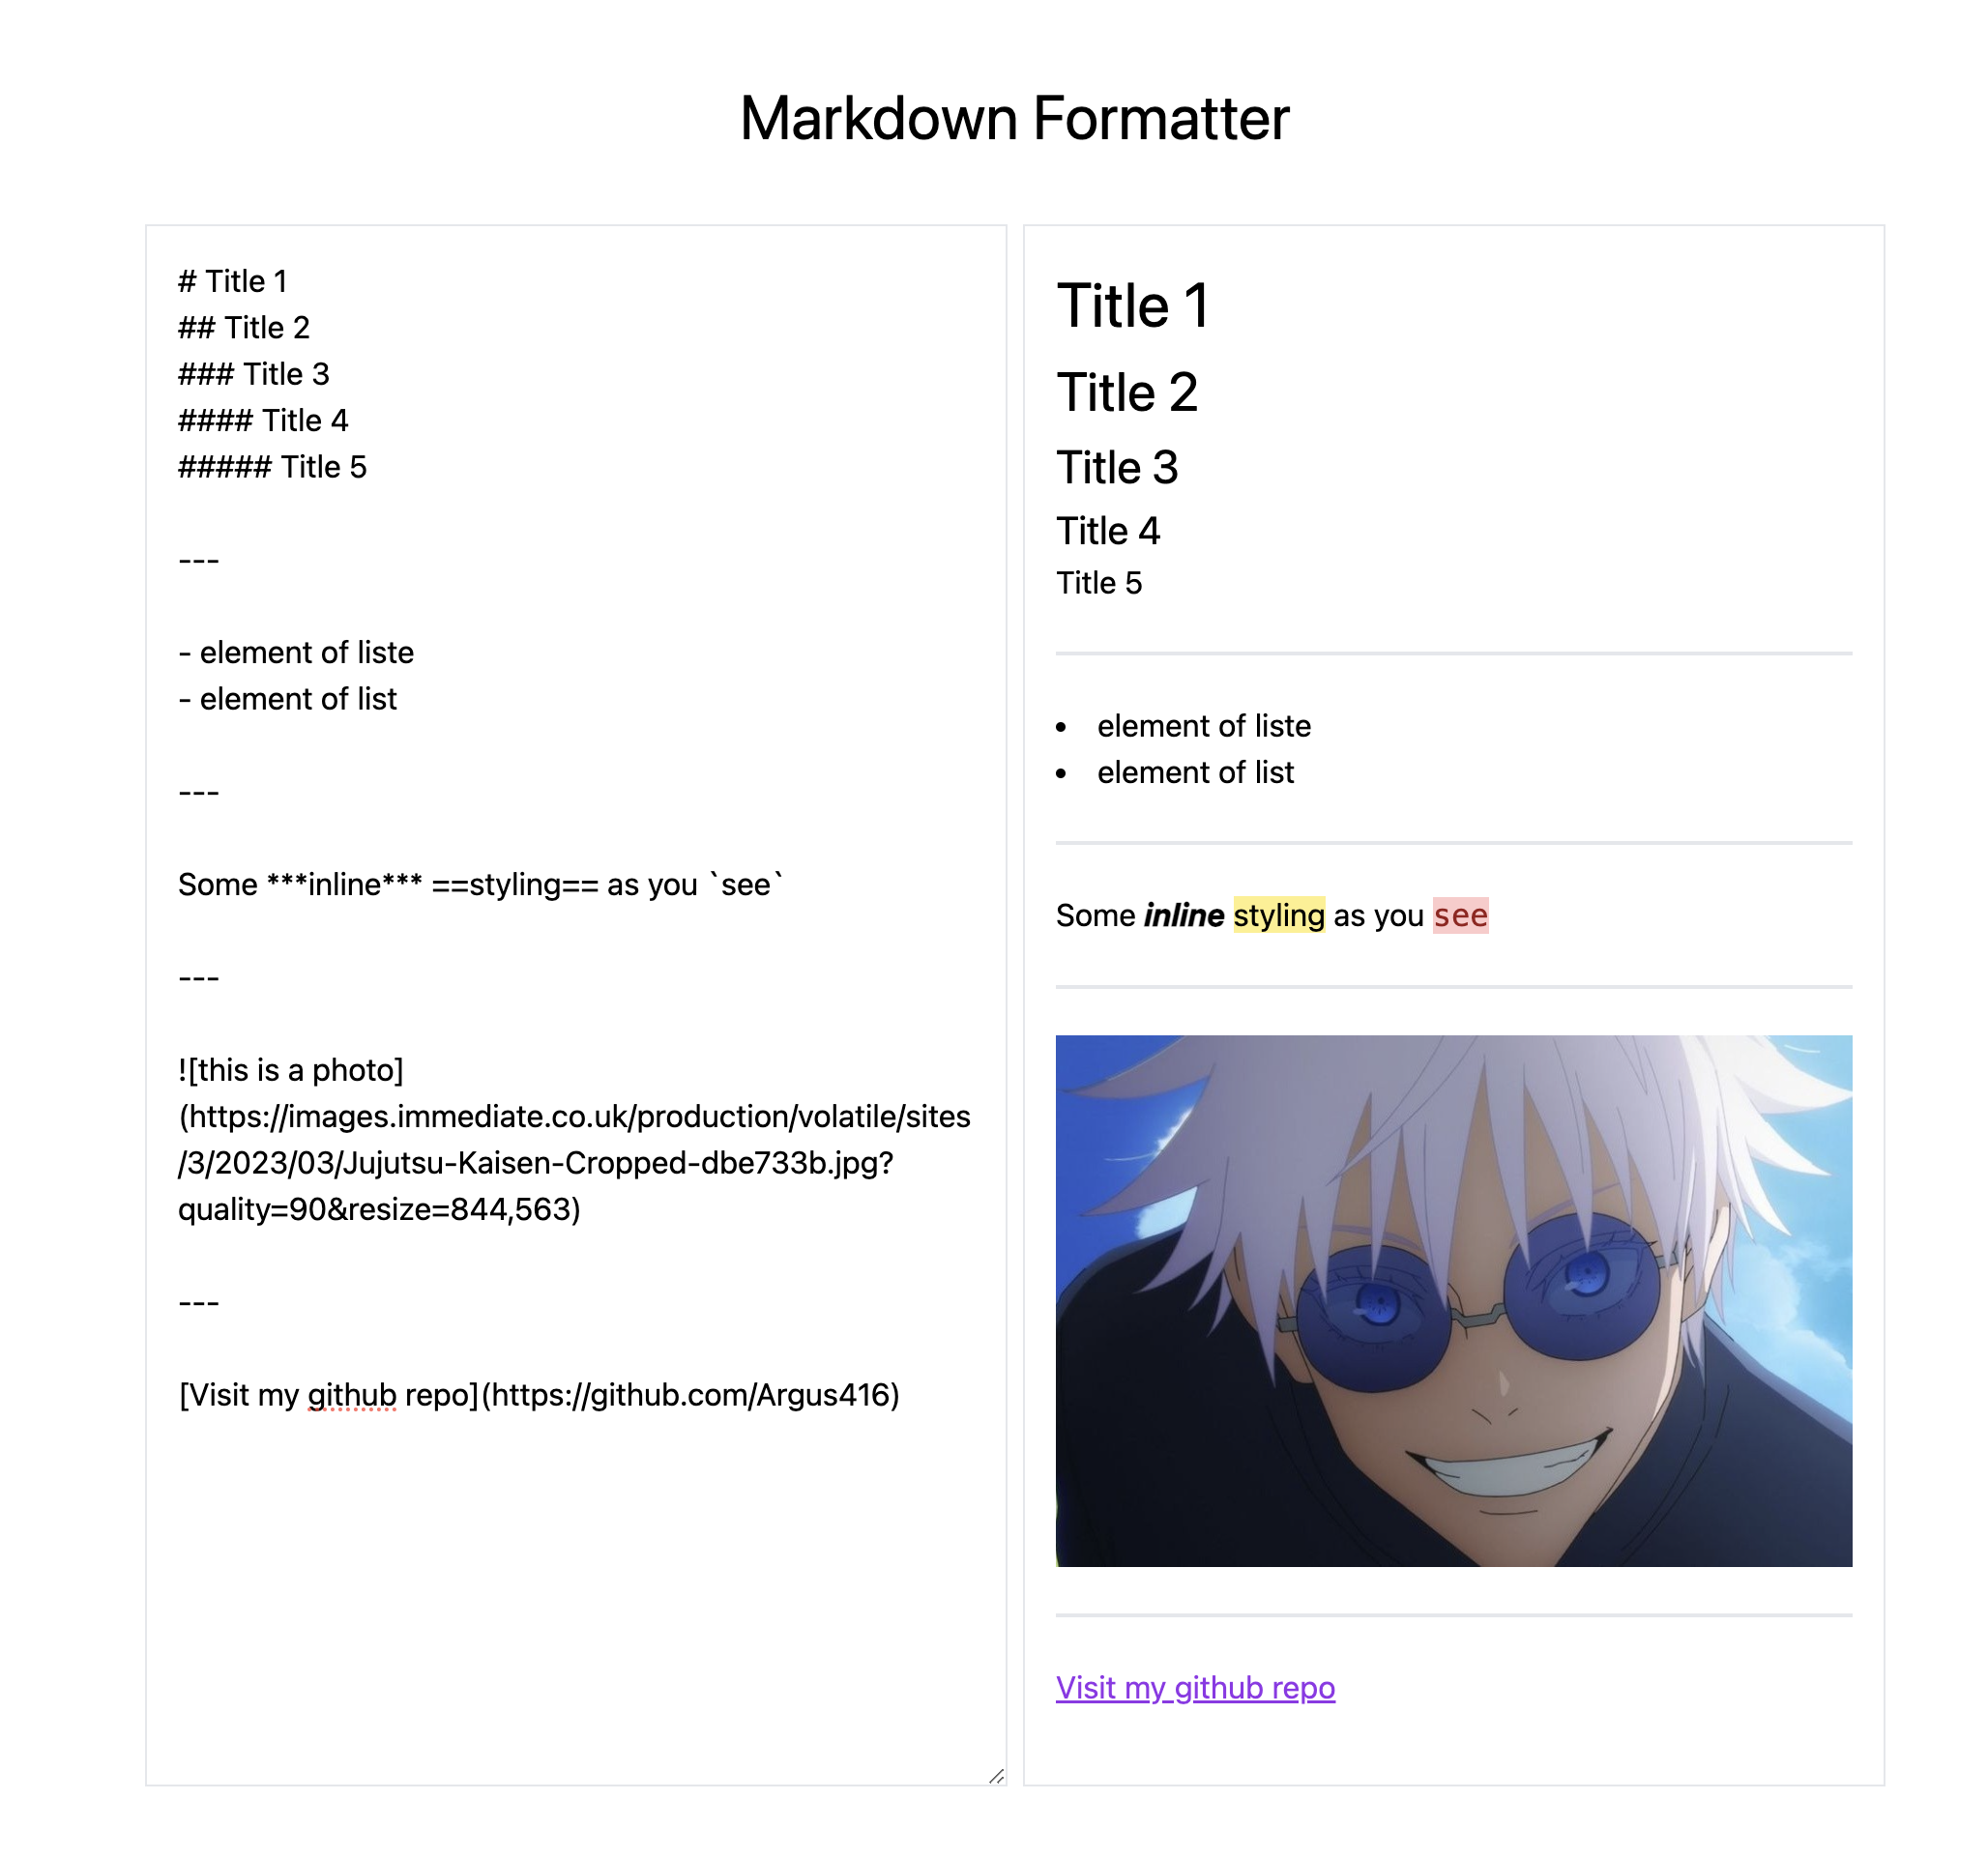 Markdown Formatter
# Title 1
## Title 2
### Title 3
#### Title 4
##### Title 5
---
- element of liste
- element of list
---
Some ***inline*** ==styling== as you `see`
---
![this is a photo]
(https://images.immediate.co.uk/production/volatile/sites
/3/2023/03/Jujutsu-Kaisen-Cropped-dbe733b.jpg?
quality=90&resize=844,563)
---
[Visit my github repo](https://github.com/Argus416)
Title 1
Title 2
Title 3
Title 4
Title 5
• element of liste
• element of list
Some inline styling as you see
Visit my github repo